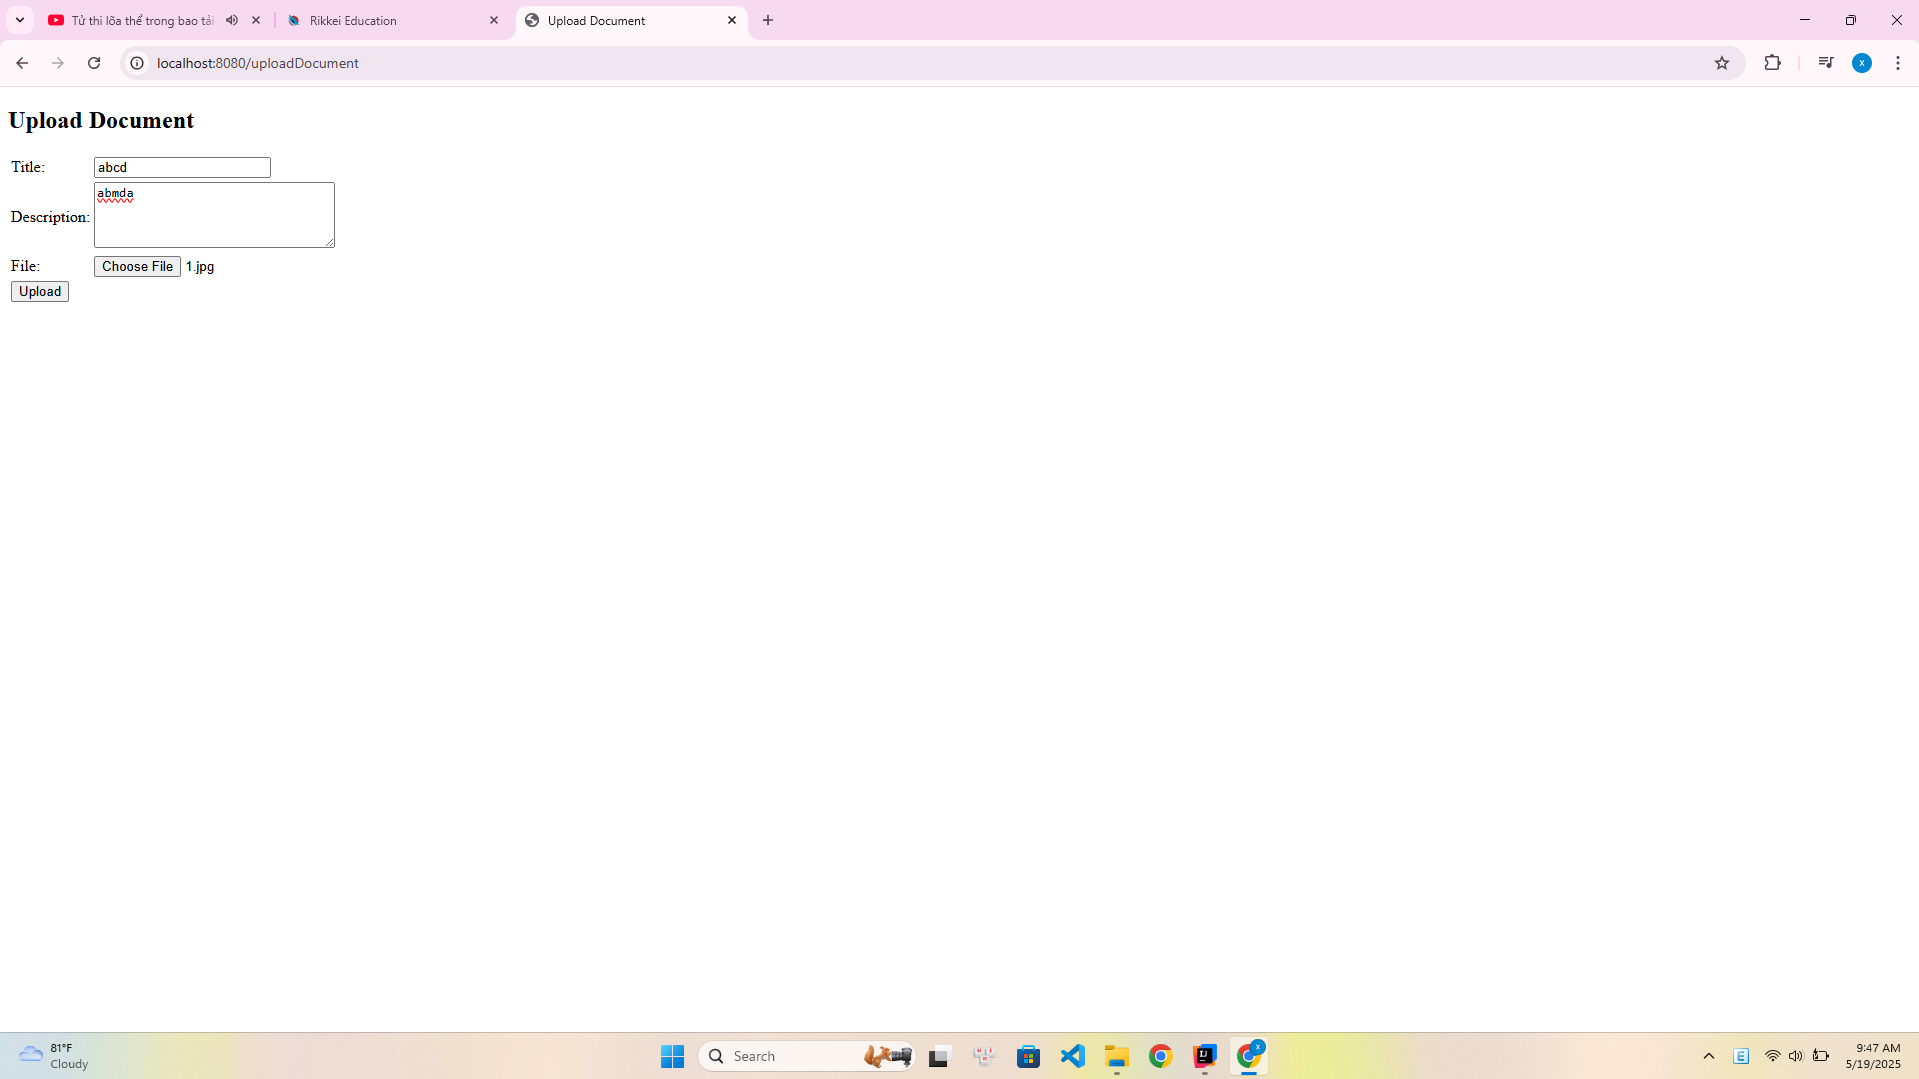 Tử thi lõa thể trong bao tải
Rikkei Education
Upload Document
localhost:8080/uploadDocument
x
Upload Document
Title: abcd
Description: abmda
File: Choose File 1.jpg
Upload
81°F
Cloudy
Search
x
E
9:47 AM
5/19/2025